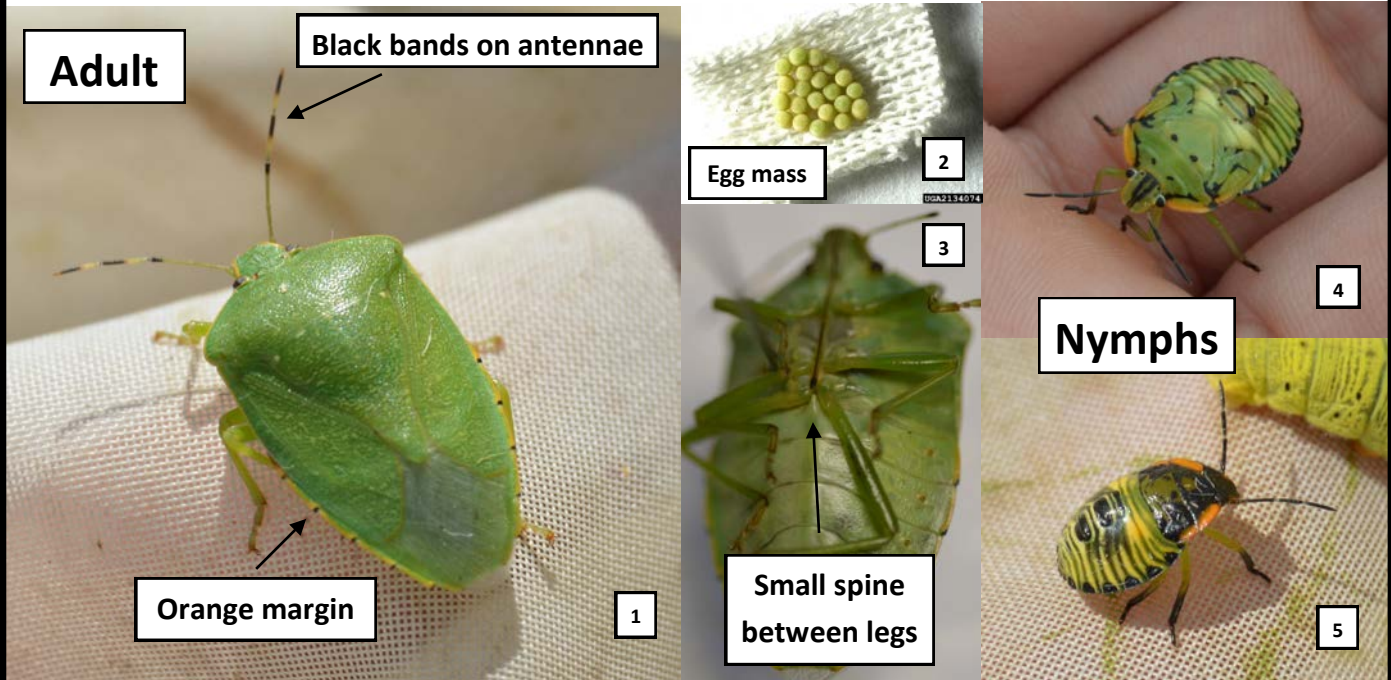 Adult
Black bands on antennae
Orange margin
1
Egg mass
2
UGA2134074
3
Small spine
between legs
4
Nymphs
5